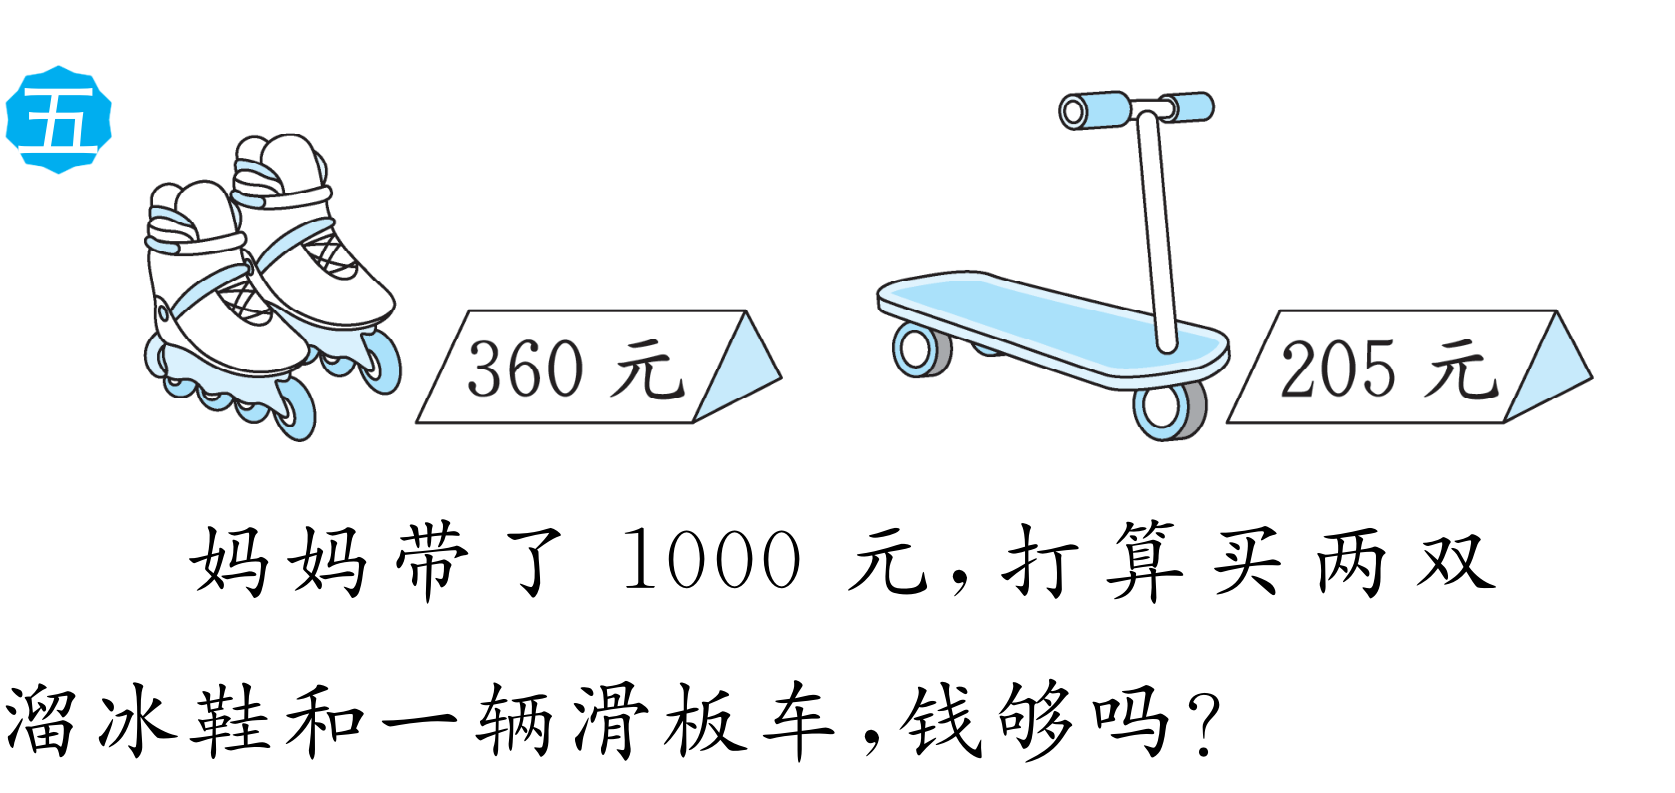 五
360 元
205 元
妈妈带了 1000 元，打算买两双
溜冰鞋和一辆滑板车，钱够吗？